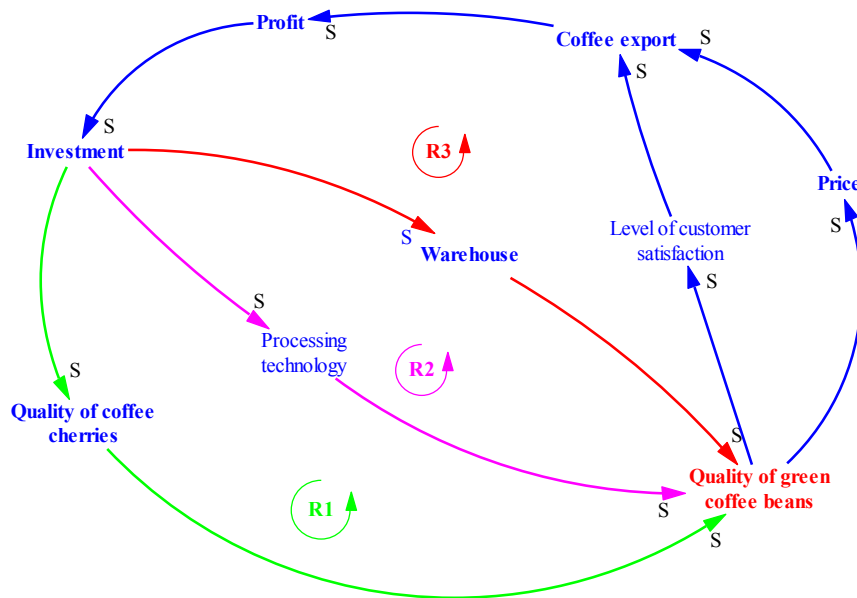 Profit
S
Coffee export
S
S
S
Investment
R3
Price
S
Level of customer
satisfaction
S
Warehouse
S
S
Processing
technology
R2
S
Quality of coffee
cherries
S
Quality of green
coffee beans
R1
S
S